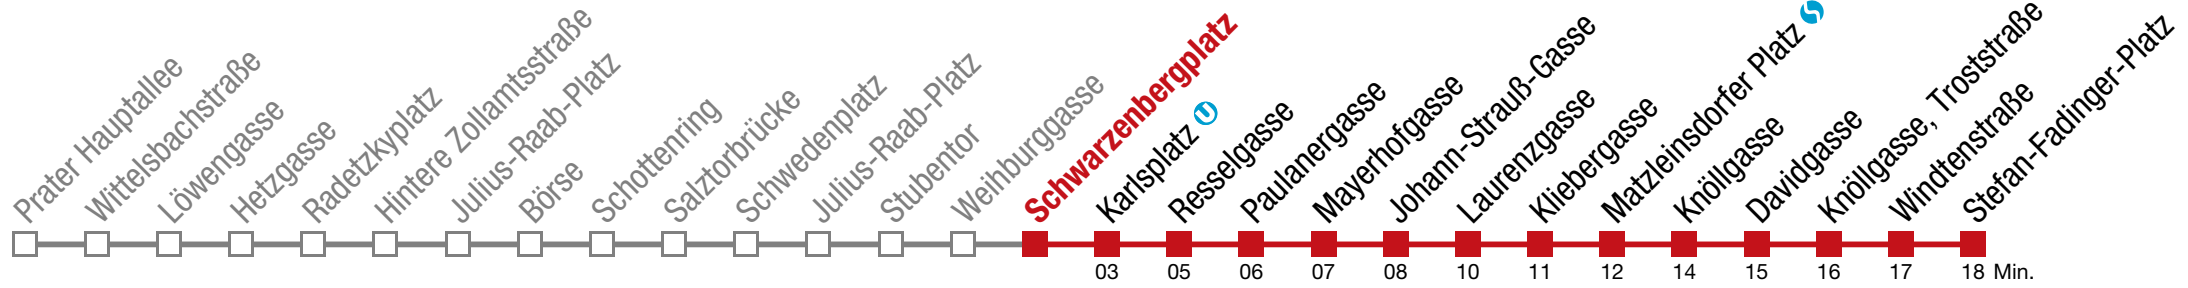 Prater Hauptallee
Wittelsbachstraße
Löwengasse
Hetzgasse
Radetzkyplatz
Hintere Zollamtsstraße
Julius-Raab-Platz
Börse
Schottenring
Salztorbrücke
Schwedenplatz
Julius-Raab-Platz
Stubentor
Weihburggasse
Schwarzenbergplatz
Karlsplatz U
Resselgasse
Paulanergasse
Mayerhofgasse
Johann-Strauß-Gasse
Laurenzgasse
Kliebergasse
Matzleinsdorfer Platz S
Knöllgasse
Davidgasse
Knöllgasse, Troststraße
Windtenstraße
Stefan-Fadinger-Platz
03 05 06 07 08 10 11 12 14 15 16 17 18 Min.